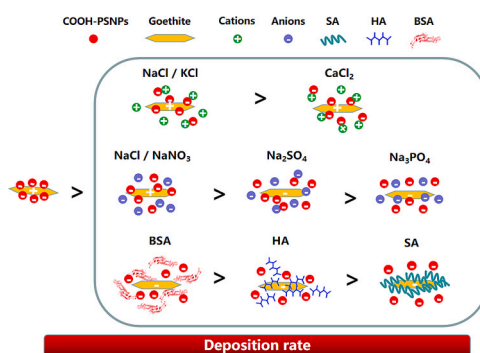 COOH-PSNPs Goethite Cations Anions SA HA BSA
NaCl / KCl > CaCl₂
NaCl / NaNO₃ Na₂SO₄ Na₃PO₄
> > >
BSA HA SA
> >
Deposition rate